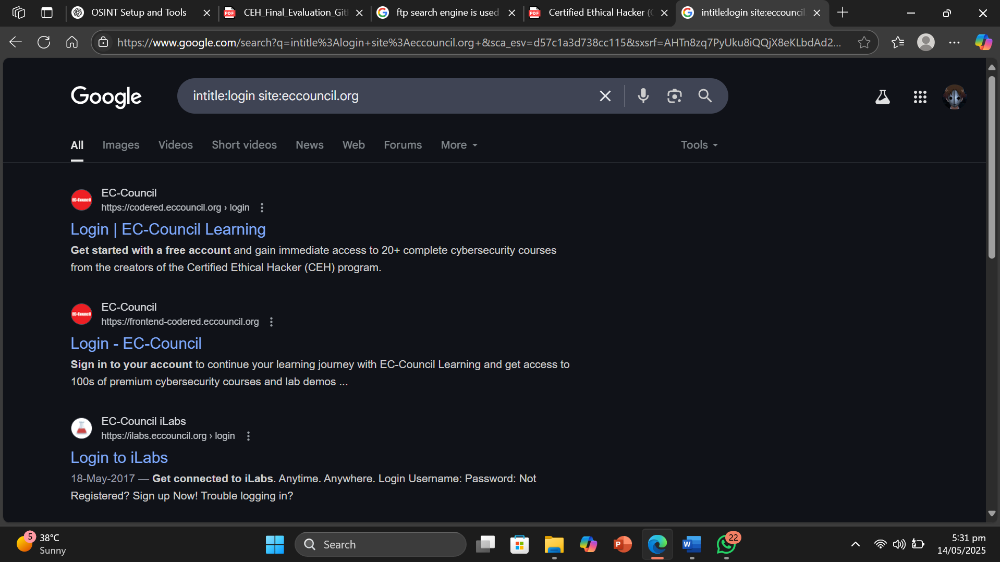 OSINT Setup and Tools
CEH_Final_Evaluation_Git
ftp search engine is used
Certified Ethical Hacker (C
intitle:login site:eccouncil.
https://www.google.com/search?q=intitle%3Alogin+site%3Aeccouncil.org+&sca_esv=d57c1a3d738cc115&sxsrf=AHTn8zq7PyUku8iQQjX8eKLbdAd2...
Google
intitle:login site:eccouncil.org
All Images Videos Short videos News Web Forums More Tools
EC-Council
EC-Council
https://codered.eccouncil.org › login
Login | EC-Council Learning
Get started with a free account and gain immediate access to 20+ complete cybersecurity courses
from the creators of the Certified Ethical Hacker (CEH) program.
EC-Council
EC-Council
https://frontend-codered.eccouncil.org
Login - EC-Council
Sign in to your account to continue your learning journey with EC-Council Learning and get access to
100s of premium cybersecurity courses and lab demos ...
EC-Council iLabs
https://ilabs.eccouncil.org › login
Login to iLabs
18-May-2017 — Get connected to iLabs. Anytime. Anywhere. Login Username: Password: Not
Registered? Sign up Now! Trouble logging in?
5
38°C
Sunny
Search
22
5:31 pm
14/05/2025